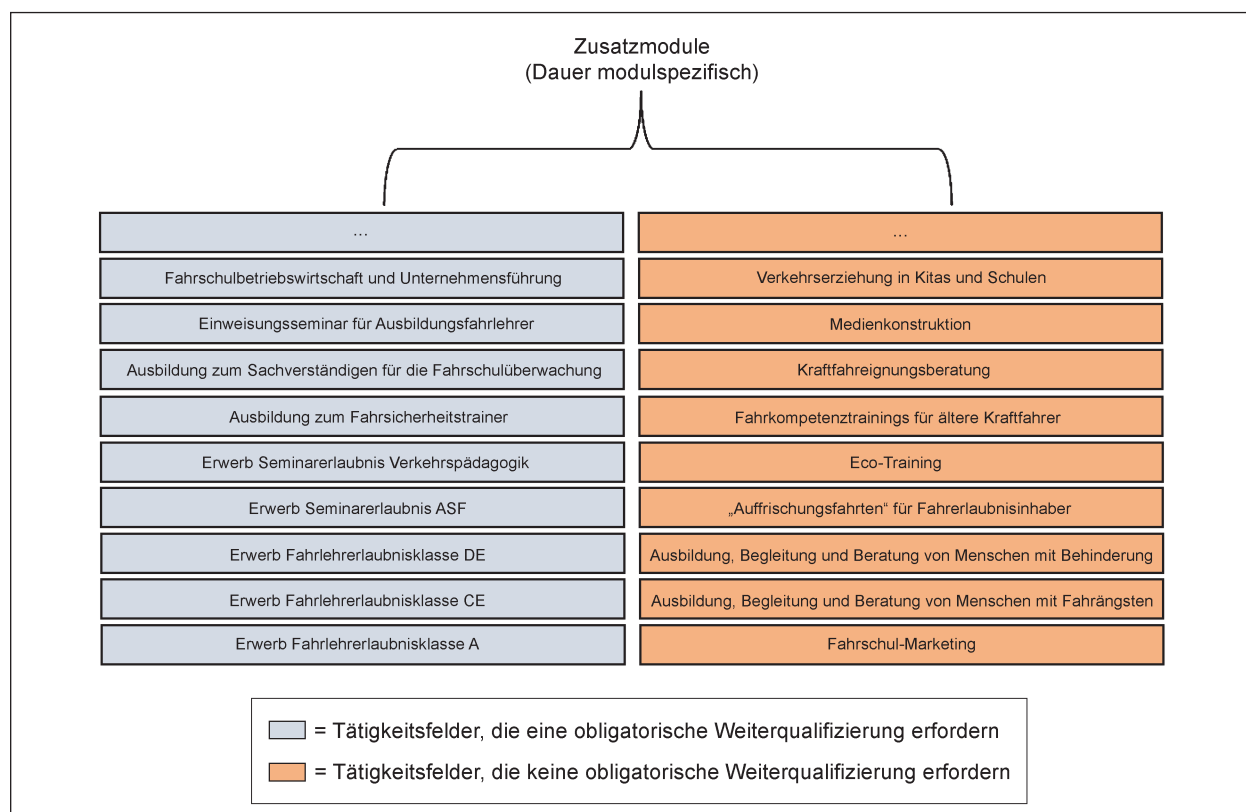 Zusatzmodule
(Dauer modulspezifisch)
...
Fahrschulbetriebswirtschaft und Unternehmensführung
Einweisungsseminar für Ausbildungsfahrlehrer
Ausbildung zum Sachverständigen für die Fahrschulüberwachung
Ausbildung zum Fahrsicherheitstrainer
Erwerb Seminarerlaubnis Verkehrspädagogik
Erwerb Seminarerlaubnis ASF
Erwerb Fahrlehrerlaubnisklasse DE
Erwerb Fahrlehrerlaubnisklasse CE
Erwerb Fahrlehrerlaubnisklasse A
...
Verkehrserziehung in Kitas und Schulen
Medienkonstruktion
Kraftfahreignungsberatung
Fahrkompetenztrainings für ältere Kraftfahrer
Eco-Training
„Auffrischungsfahrten“ für Fahrerlaubnisinhaber
Ausbildung, Begleitung und Beratung von Menschen mit Behinderung
Ausbildung, Begleitung und Beratung von Menschen mit Fahrängsten
Fahrschul-Marketing
= Tätigkeitsfelder, die eine obligatorische Weiterqualifizierung erfordern
= Tätigkeitsfelder, die keine obligatorische Weiterqualifizierung erfordern